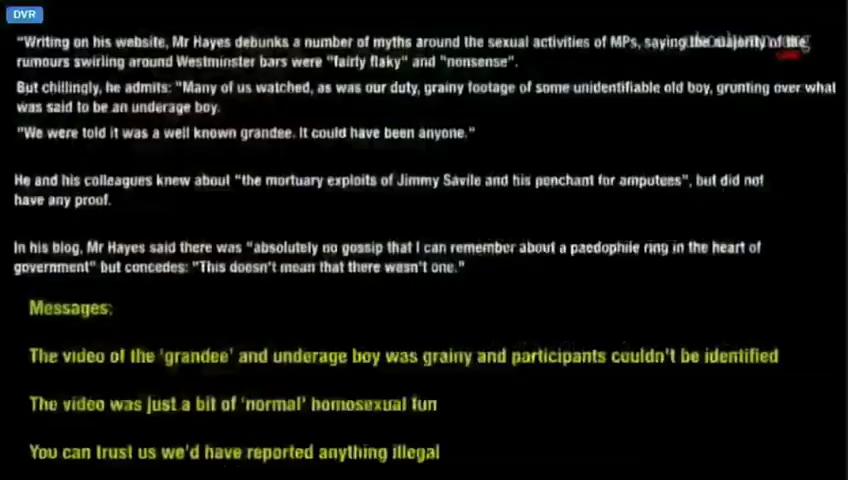 DVR
"Writing on his website, Mr Hayes debunks a number of myths around the sexual activities of MPs, saying the majority of the
rumours swirling around Westminster bars were "fairly flaky" and "nonsense".
But chillingly, he admits: "Many of us watched, as was our duty, grainy footage of some unidentifiable old boy, grunting over what
was said to be an underage boy.
"We were told it was a well known grandee. It could have been anyone."
He and his colleagues knew about "the mortuary exploits of Jimmy Savile and his penchant for amputees", but did not
have any proof.
In his blog, Mr Hayes said there was "absolutely no gossip that I can remember about a paedophile ring in the heart of
government" but concedes: "This doesn't mean that there wasn't one."
Messages:
The video of the 'grandee' and underage boy was grainy and participants couldn't be identified
The video was just a bit of 'normal' homosexual fun
You can trust us we'd have reported anything illegal